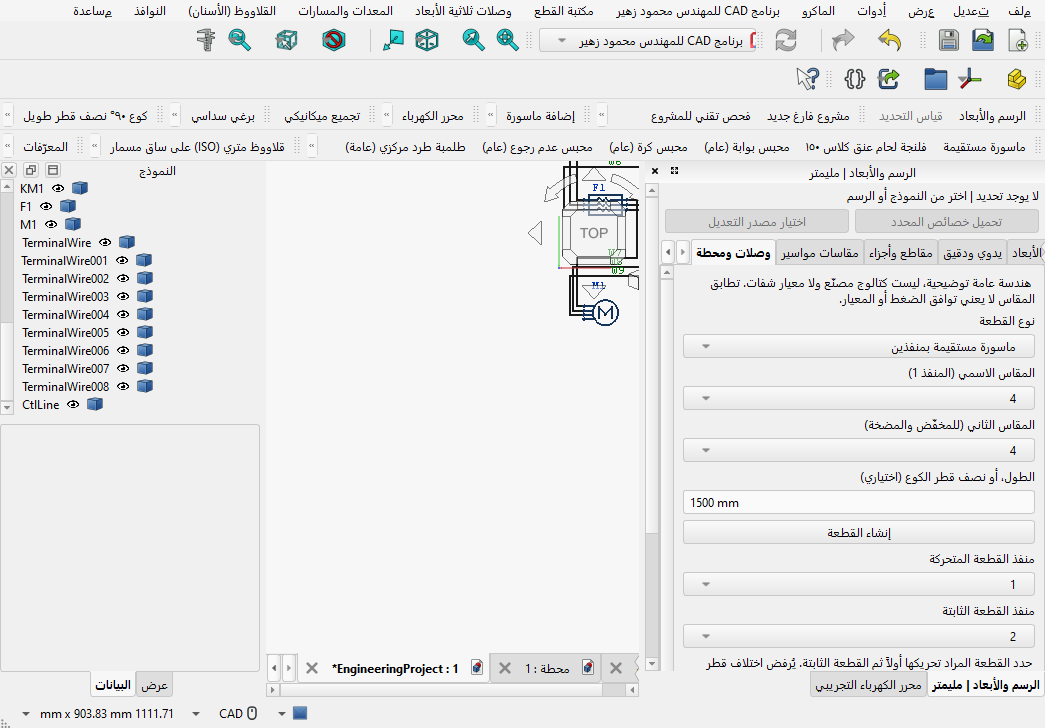 ملف تعديل عرض أدوات الماكرو برنامج CAD للمهندس محمود زهير مكتبة القطع وصلات ثلاثية الأبعاد المعدات والمسارات القلاووظ (الأسنان) النوافذ مساعدة
برنامج CAD للمهندس محمود زهير
الرسم والأبعاد قياس التحديد مشروع فارغ جديد فحص تقني للمشروع » إضافة ماسورة » محرر الكهرباء » تجميع ميكانيكي برغي سداسي » كوع ٩٠° نصف قطر طويل »
ماسورة مستقيمة فلنجة لحام عنق كلاس ١٥٠ محبس بوابة (عام) محبس كرة (عام) محبس عدم رجوع (عام) طلمبة طرد مركزي (عامة) » قلاووظ متري (ISO) على ساق مسمار » المعرّفات »
النموذج
KM1
F1
M1
TerminalWire
TerminalWire001
TerminalWire002
TerminalWire003
TerminalWire004
TerminalWire005
TerminalWire006
TerminalWire007
TerminalWire008
CtlLine
عرض البيانات
W6
F1
TOP
W7
W8
W9
M1
M
*EngineeringProject : 1
محطة : 1
الرسم والأبعاد | مليمتر
لا يوجد تحديد | اختر من النموذج أو الرسم
تحميل خصائص المحدد اختيار مصدر التعديل
الأبعاد يدوي ودقيق مقاطع وأجزاء مقاسات مواسير وصلات ومحطة
هندسة عامة توضيحية، ليست كتالوج مصنّع ولا معيار شفات. تطابق
المقاس لا يعني توافق الضغط أو المعيار.
نوع القطعة
ماسورة مستقيمة بمنفذين
المقاس الاسمي (المنفذ 1)
4
المقاس الثاني (للمخفّض والمضخة)
4
الطول، أو نصف قطر الكوع (اختياري)
1500 mm
إنشاء القطعة
منفذ القطعة المتحركة
1
منفذ القطعة الثابتة
2
حدد القطعة المراد تحريكها أولاً ثم القطعة الثابتة. يُرفض اختلاف قطر
الرسم والأبعاد | مليمتر محرر الكهرباء التجريبي
CAD
1111.71 mm x 903.83 mm